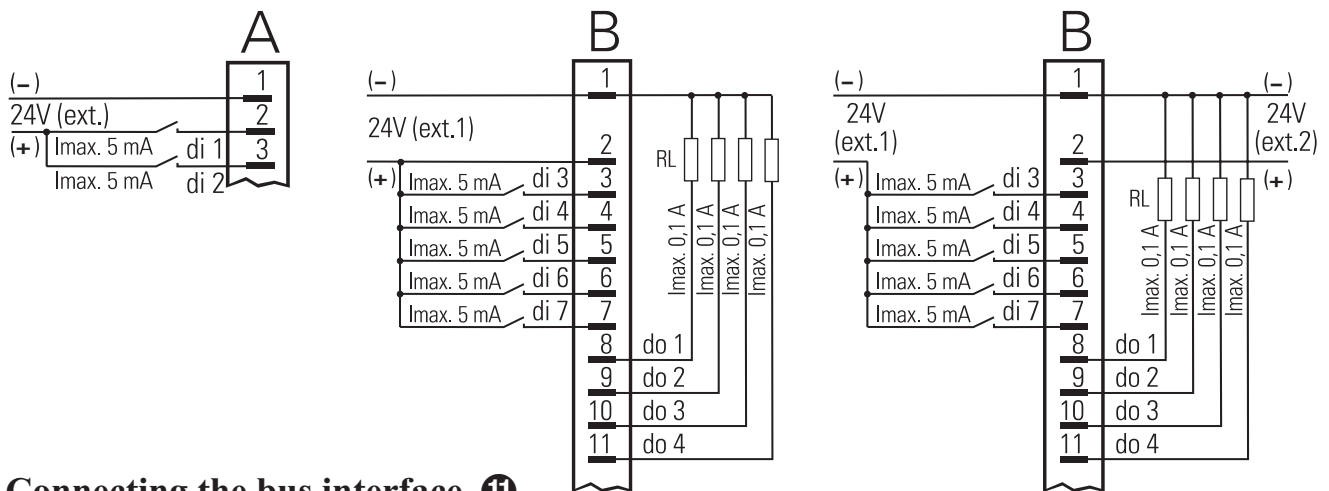 A
(–)
1
24V (ext.)
2
(+)
Imax. 5 mA
di 1
3
Imax. 5 mA
di 2
B
(–)
1
24V (ext.1)
2
RL
(+)
Imax. 5 mA
di 3
3
Imax. 5 mA
di 4
4
Imax. 5 mA
di 5
5
Imax. 5 mA
di 6
6
Imax. 5 mA
di 7
7
Imax. 0,1 A
Imax. 0,1 A
Imax. 0,1 A
Imax. 0,1 A
8
do 1
9
do 2
10
do 3
11
do 4
B
(–)
1
(–)
24V
(ext.1)
24V
(ext.2)
2
(+)
(+)
RL
Imax. 5 mA
di 3
3
Imax. 5 mA
di 4
4
Imax. 5 mA
di 5
5
Imax. 5 mA
di 6
6
Imax. 5 mA
di 7
7
Imax. 0,1 A
Imax. 0,1 A
Imax. 0,1 A
Imax. 0,1 A
8
do 1
9
do 2
10
do 3
11
do 4
Connecting the bus interface ⓫